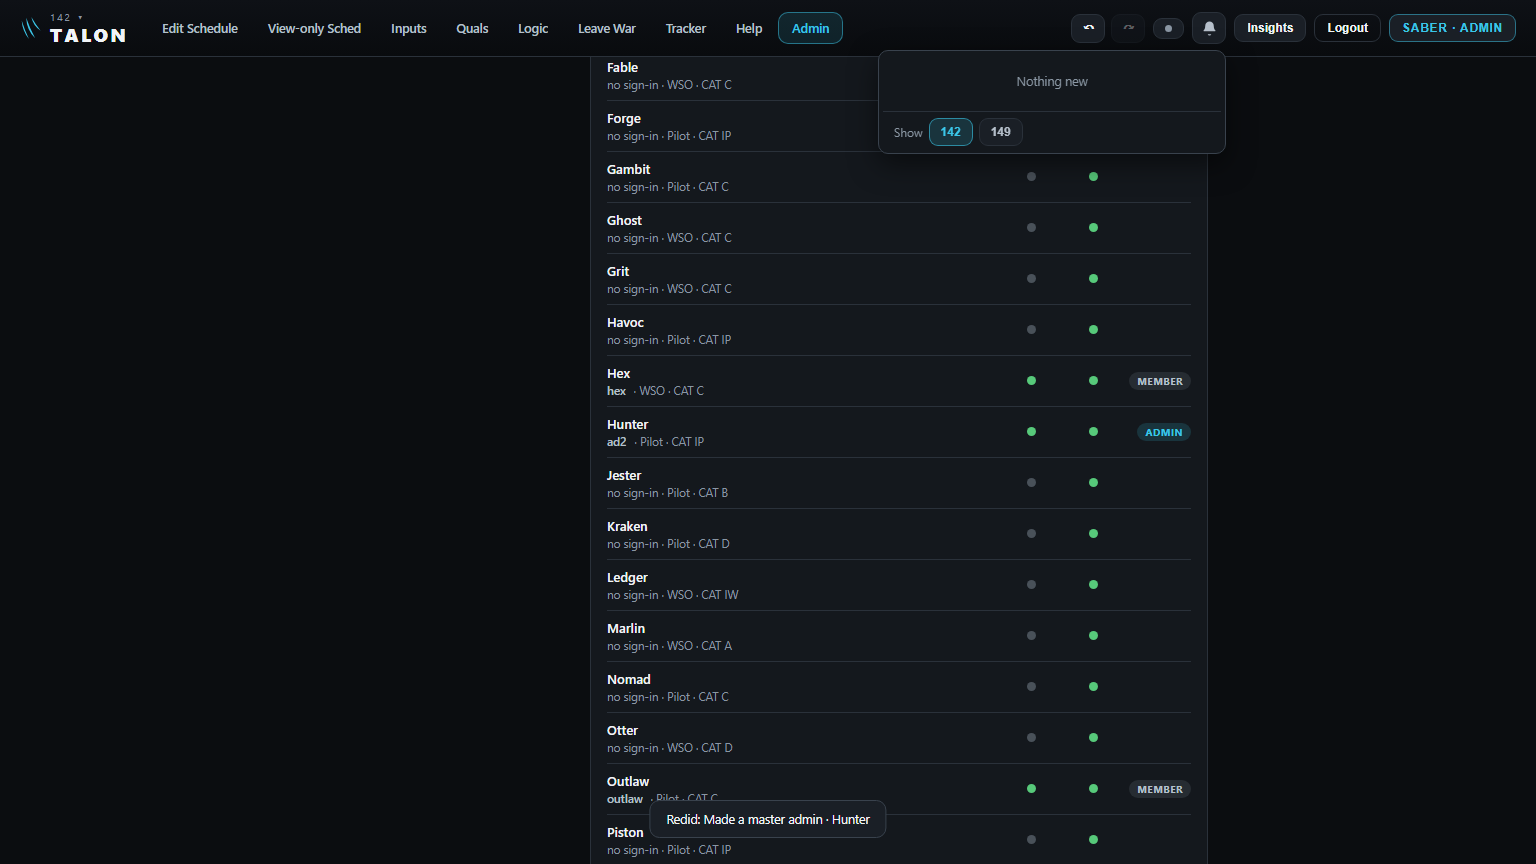 142 ▾
TALON
Edit Schedule
View-only Sched
Inputs
Quals
Logic
Leave War
Tracker
Help
Admin
Insights
Logout
SABER · ADMIN
Nothing new
Show 142 149
Fable
no sign-in · WSO · CAT C
Forge
no sign-in · Pilot · CAT IP
Gambit
no sign-in · Pilot · CAT C
Ghost
no sign-in · WSO · CAT C
Grit
no sign-in · WSO · CAT C
Havoc
no sign-in · Pilot · CAT IP
Hex
hex · WSO · CAT C
MEMBER
Hunter
ad2 · Pilot · CAT IP
ADMIN
Jester
no sign-in · Pilot · CAT B
Kraken
no sign-in · Pilot · CAT D
Ledger
no sign-in · WSO · CAT IW
Marlin
no sign-in · WSO · CAT A
Nomad
no sign-in · Pilot · CAT C
Otter
no sign-in · WSO · CAT D
Outlaw
outlaw · Pilot · CAT C
MEMBER
Redid: Made a master admin · Hunter
Piston
no sign-in · Pilot · CAT IP